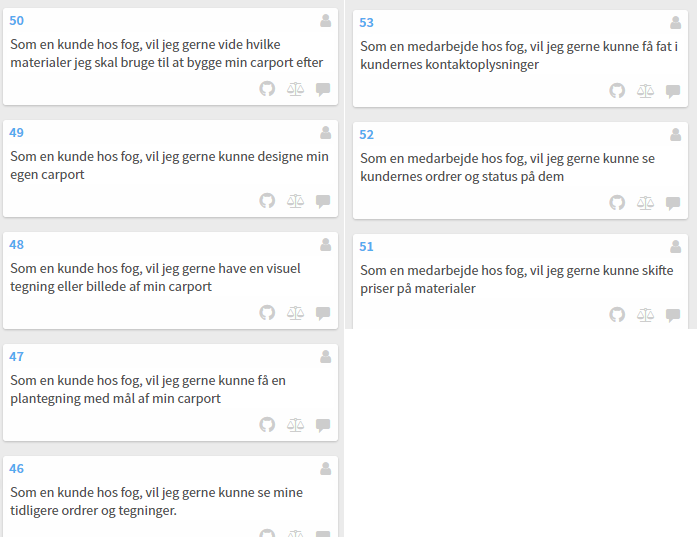 50
Som en kunde hos fog, vil jeg gerne vide hvilke
materialer jeg skal bruge til at bygge min carport efter
49
Som en kunde hos fog, vil jeg gerne kunne designe min
egen carport
48
Som en kunde hos fog, vil jeg gerne have en visuel
tegning eller billede af min carport
47
Som en kunde hos fog, vil jeg gerne kunne få en
plantegning med mål af min carport
46
Som en kunde hos fog, vil jeg gerne kunne se mine
tidligere ordrer og tegninger.
53
Som en medarbejde hos fog, vil jeg gerne kunne få fat i
kundernes kontaktoplysninger
52
Som en medarbejde hos fog, vil jeg gerne kunne se
kundernes ordrer og status på dem
51
Som en medarbejde hos fog, vil jeg gerne kunne skifte
priser på materialer